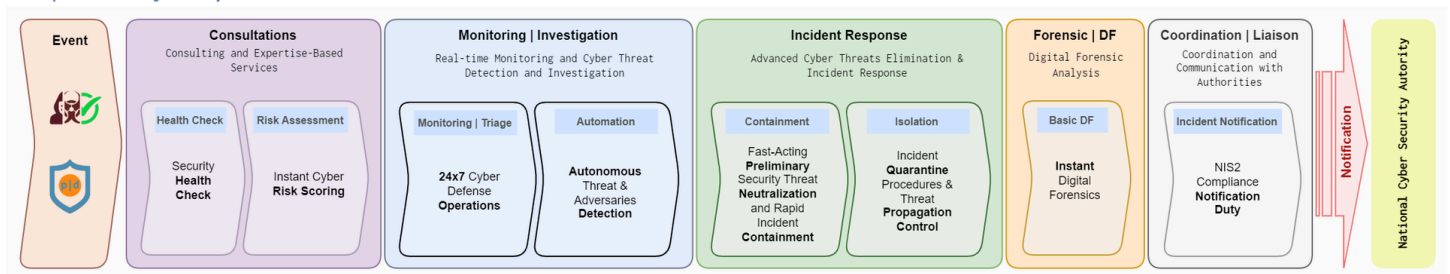 Event
p|d
Consultations
Consulting and Expertise-Based
Services
Health Check
Security
Health
Check
Risk Assessment
Instant Cyber
Risk Scoring
Monitoring | Investigation
Real-time Monitoring and Cyber Threat
Detection and Investigation
Monitoring | Triage
24x7 Cyber
Defense
Operations
Automation
Autonomous
Threat &
Adversaries
Detection
Incident Response
Advanced Cyber Threats Elimination &
Incident Response
Containment
Fast-Acting
Preliminary
Security Threat
Neutralization
and Rapid
Incident
Containment
Isolation
Incident
Quarantine
Procedures &
Threat
Propagation
Control
Forensic | DF
Digital Forensic
Analysis
Basic DF
Instant
Digital
Forensics
Coordination | Liaison
Coordination and
Communication with
Authorities
Incident Notification
NIS2
Compliance
Notification
Duty
Notification
National Cyber Security Autority